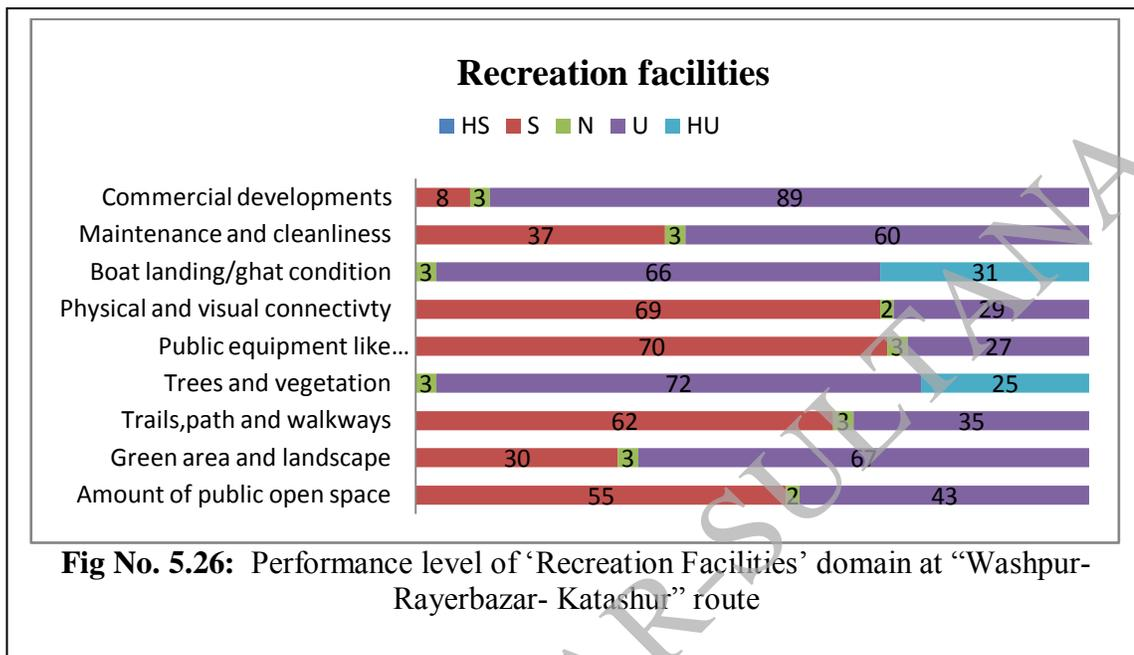 Recreation facilities
HS S N U HU
Commercial developments 8 3 89
Maintenance and cleanliness 37 3 60
Boat landing/ghat condition 3 66 31
Physical and visual connectivty 69 2 29
Public equipment like... 70 3 27
Trees and vegetation 3 72 25
Trails,path and walkways 62 3 35
Green area and landscape 30 3 67
Amount of public open space 55 2 43
Fig No. 5.26: Performance level of ‘Recreation Facilities’ domain at “Washpur-
Rayerbazar- Katashur” route
AR-SULTANA